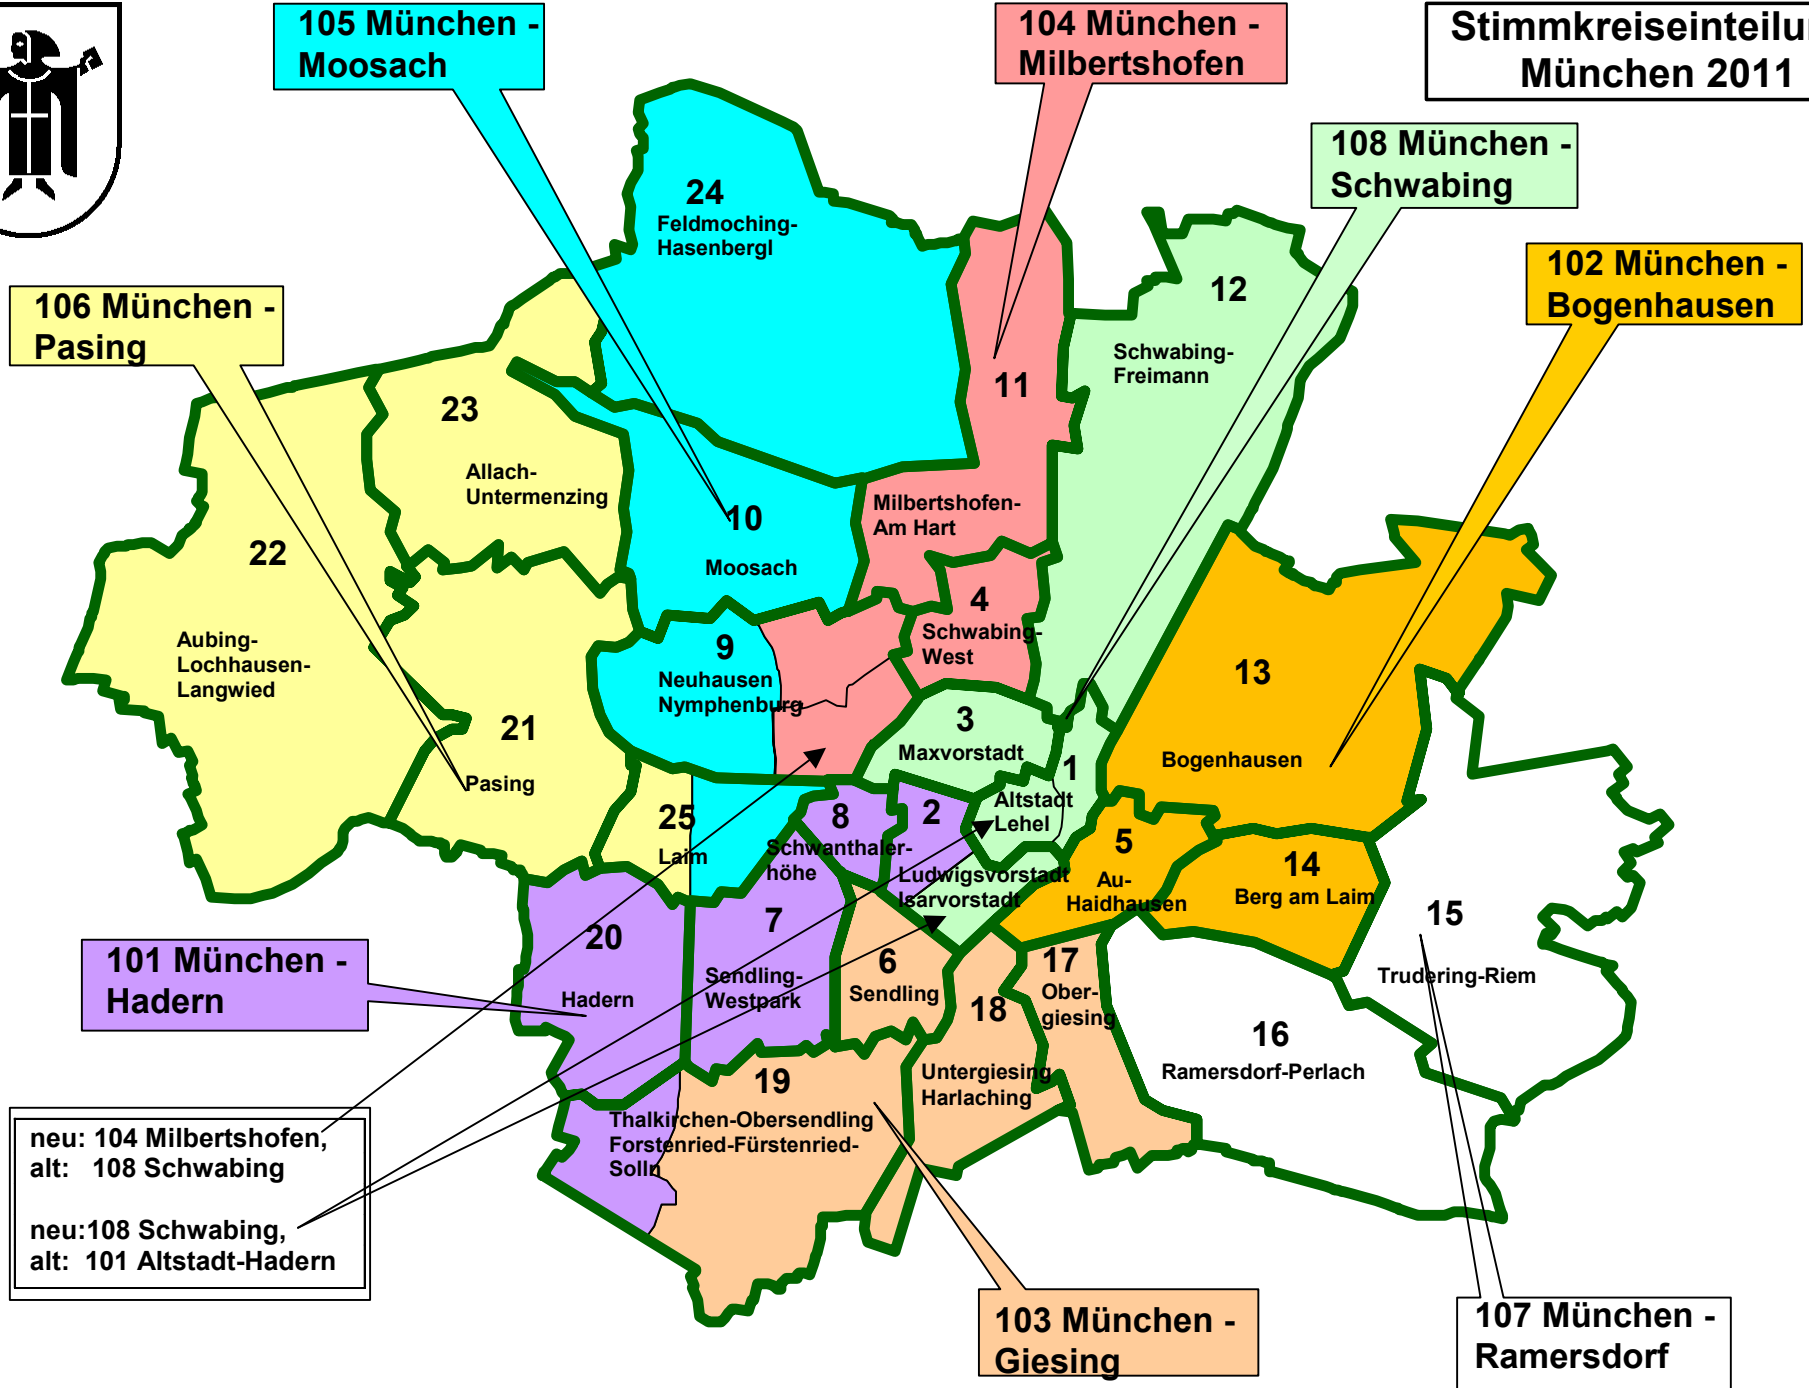 105 München -
Moosach
104 München -
Milbertshofen
München 2011
108 München -
Schwabing
102 München -
Bogenhausen
106 München -
Pasing
24
Feldmoching-
Hasenbergl
12
Schwabing-
Freimann
11
Milbertshofen-
Am Hart
23
Allach-
Untermenzing
10
Moosach
22
Aubing-
Lochhausen-
Langwied
4
Schwabing-
West
9
Neuhausen
Nymphenburg
13
Bogenhausen
21
Pasing
3
Maxvorstadt
1
Altstadt
Lehel
25
Laim
8
Schwanthaler-
höhe
2
Ludwigsvorstadt
Isarvorstadt
5
Au-
Haidhausen
14
Berg am Laim
15
Trudering-Riem
20
Hadern
7
Sendling-
Westpark
6
Sendling
17
Ober-
giesing
18
Untergiesing
Harlaching
16
Ramersdorf-Perlach
19
Thalkirchen-Obersendling
Forstenried-Fürstenried-
Solln
101 München -
Hadern
neu: 104 Milbertshofen,
alt: 108 Schwabing
neu:108 Schwabing,
alt: 101 Altstadt-Hadern
103 München -
Giesing
107 München -
Ramersdorf